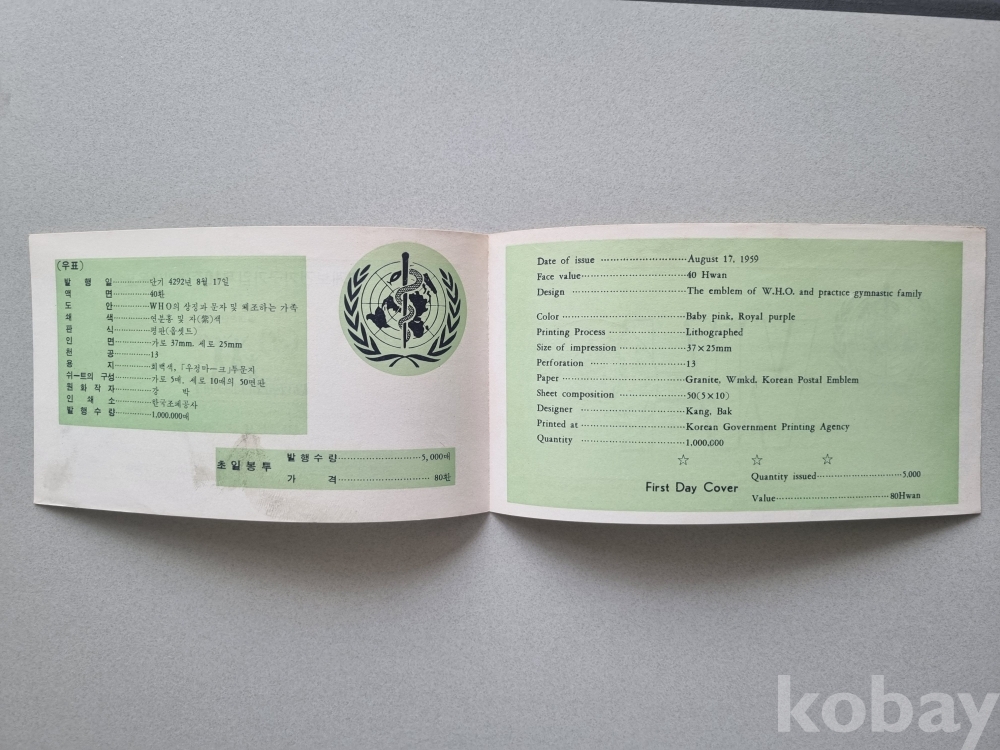 (우표)
발 행 일 ············ 단기 4292년 8월 17일
액 면 ············ 40환
도 안 ············ WHO의 상징과 문자 및 체조하는 가족
쇄 색 ············ 연분홍 및 자(紫)색
판 식 ············ 평판(옵셋트)
인 면 ············ 가로 37mm. 세로 25mm
천 공 ············ 13
용 지 ············ 회백색, 「우정마ー크」투문지
쉬ー트의 구성 ············ 가로 5매, 세로 10매의 50면판
원 화 작 자 ············ 강 박
인 쇄 소 ············ 한국조폐공사
발 행 수 량 ············ 1,000,000매
초일봉투
발 행 수 량 ············ 5,000매
가 격 ············ 80환
Date of issue ············ August 17, 1959
Face value ············ 40 Hwan
Design ············ The emblem of W.H.O. and practice gymnastic family
Color ············ Baby pink, Royal purple
Printing Process ············ Lithographed
Size of impression ············ 37×25mm
Perforation ············ 13
Paper ············ Granite, Wmkd, Korean Postal Emblem
Sheet composition ············ 50(5×10)
Designer ············ Kang, Bak
Printed at ············ Korean Government Printing Agency
Quantity ············ 1,000,000
☆ ☆ ☆
First Day Cover
Quantity issued ············ 5,000
Value ············ 80Hwan
kobay